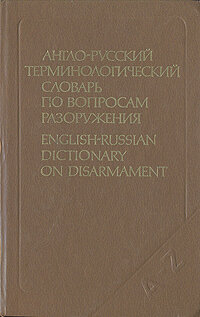 АНГЛО-РУССКИЙ
ТЕРМИНОЛОГИЧЕСКИЙ
СЛОВАРЬ
ПО ВОПРОСАМ
РАЗОРУЖЕНИЯ
ENGLISH-RUSSIAN
DICTIONARY
ON DISARMAMENT
A-Z